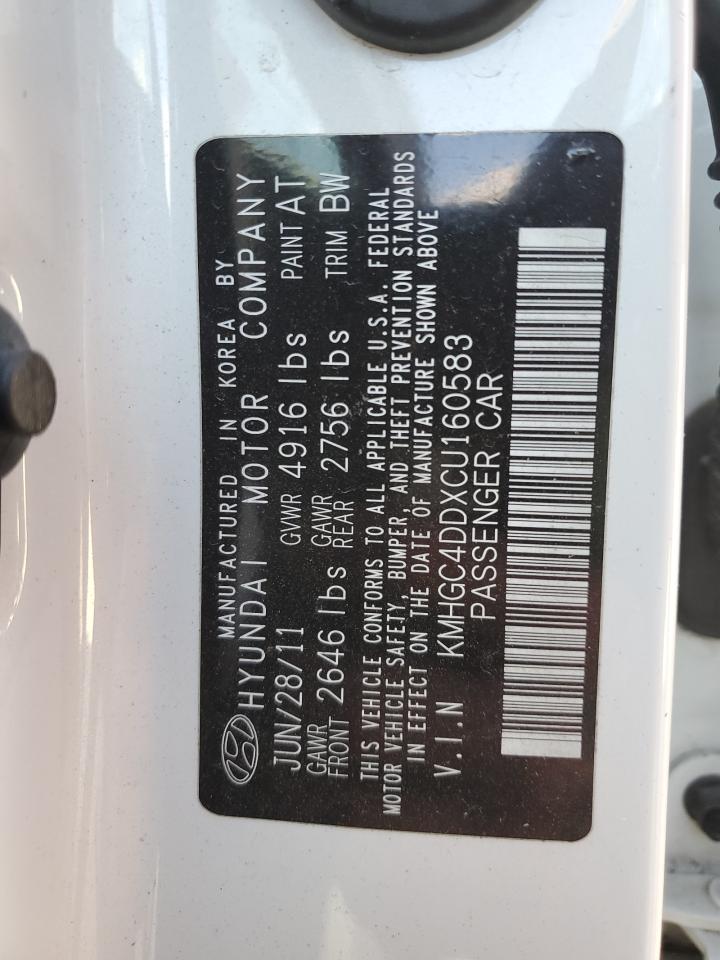 MANUFACTURED IN KOREA BY
HYUNDAI MOTOR COMPANY
JUN/28/11 GVWR 4916 lbs PAINT AT
GAWR FRONT 2646 lbs GAWR REAR 2756 lbs TRIM BW
THIS VEHICLE CONFORMS TO ALL APPLICABLE U.S.A. FEDERAL
MOTOR VEHICLE SAFETY, BUMPER, AND THEFT PREVENTION STANDARDS
IN EFFECT ON THE DATE OF MANUFACTURE SHOWN ABOVE
V.I.N KMHGC4DDXCU160583
PASSENGER CAR